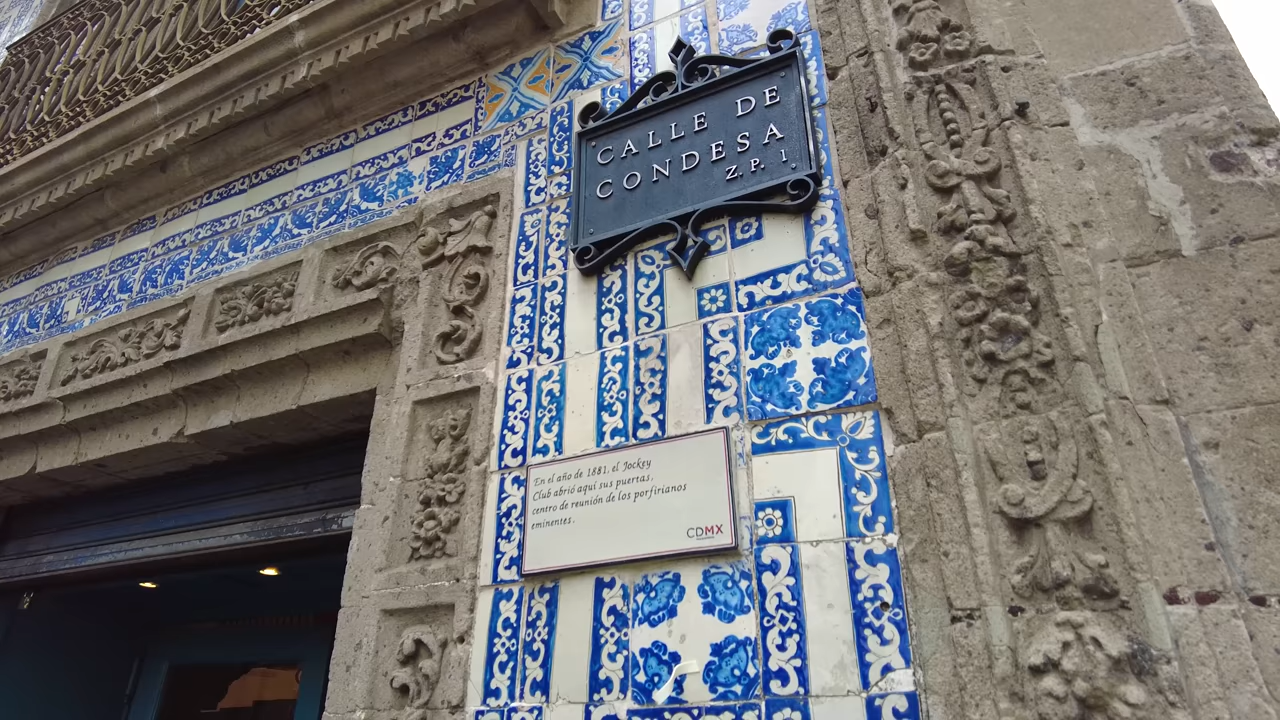 CALLE DE
CONDESA
Z.P. 1.
En el año de 1881, el Jockey
Club abrió aquí sus puertas,
centro de reunión de los porfirianos
eminentes.
CDMX